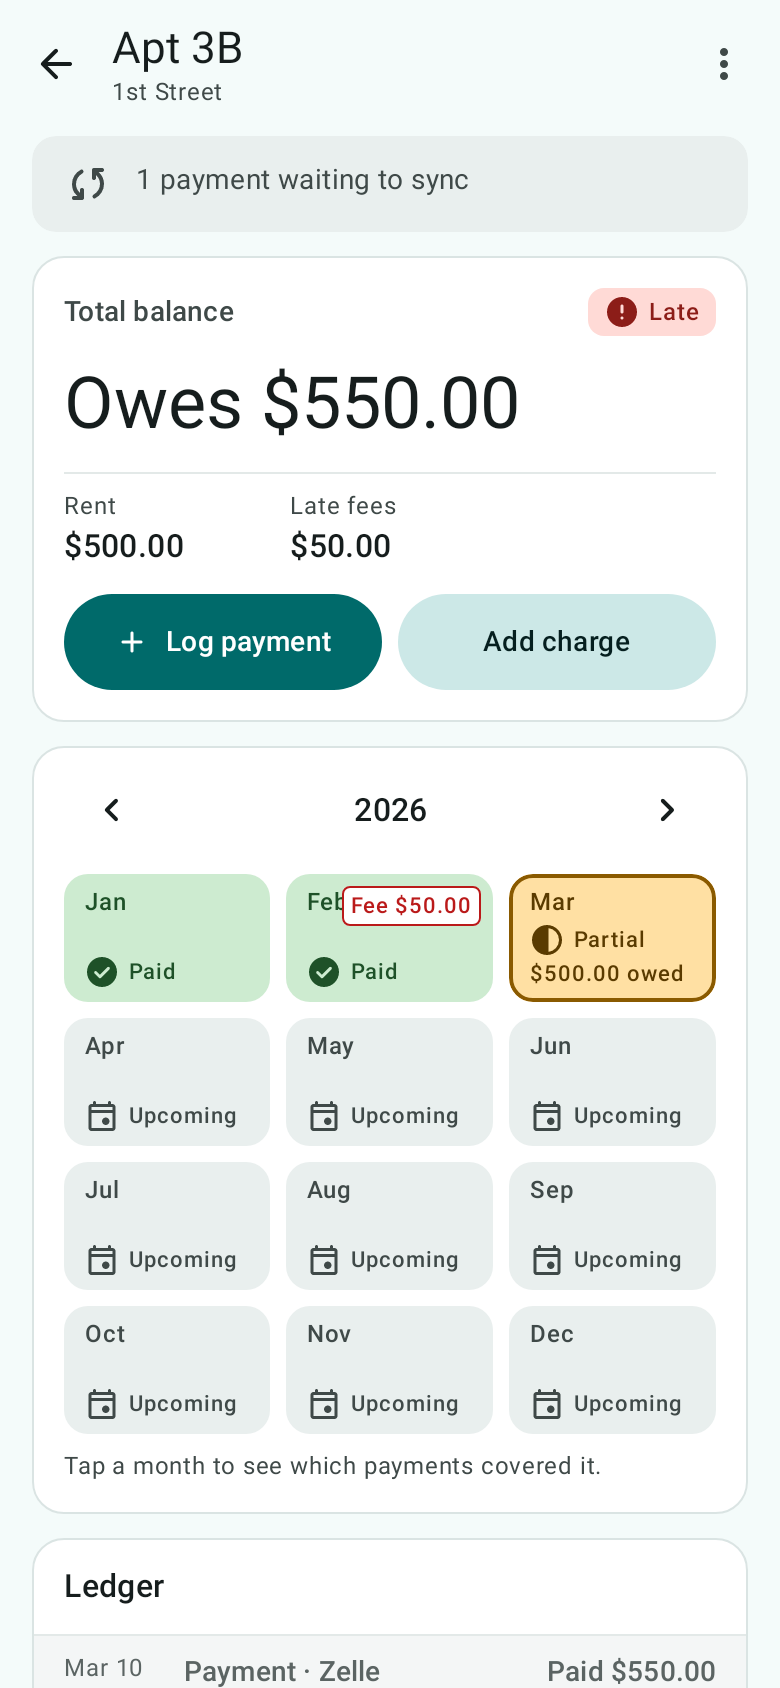 Apt 3B
1st Street
1 payment waiting to sync
Total balance
Late
Owes $550.00
Rent
Late fees
$500.00
$50.00
Log payment
Add charge
2026
Jan
Paid
Feb
Fee $50.00
Paid
Mar
Partial
$500.00 owed
Apr
Upcoming
May
Upcoming
Jun
Upcoming
Jul
Upcoming
Aug
Upcoming
Sep
Upcoming
Oct
Upcoming
Nov
Upcoming
Dec
Upcoming
Tap a month to see which payments covered it.
Ledger
Mar 10 Payment · Zelle Paid $550.00